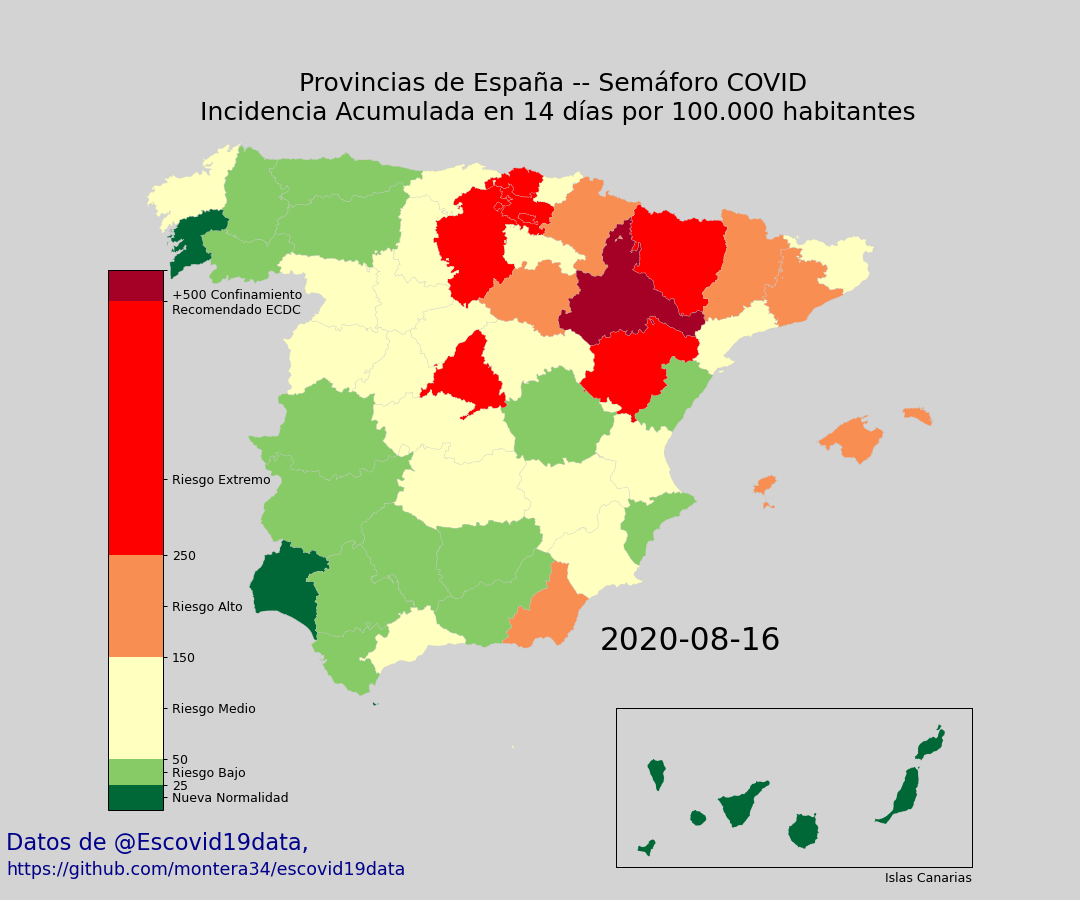 Provincias de España -- Semáforo COVID
Incidencia Acumulada en 14 días por 100.000 habitantes
+500 Confinamiento
Recomendado ECDC
Riesgo Extremo
250
Riesgo Alto
150
Riesgo Medio
50
Riesgo Bajo
25
Nueva Normalidad
2020-08-16
Islas Canarias
Datos de @Escovid19data,
https://github.com/montera34/escovid19data